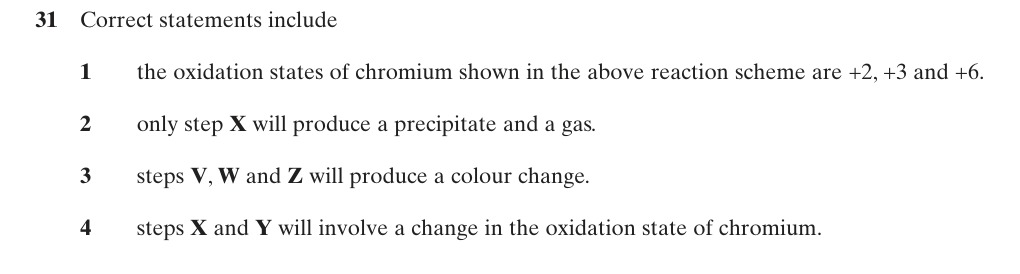 31 Correct statements include
1 the oxidation states of chromium shown in the above reaction scheme are +2, +3 and +6.
2 only step X will produce a precipitate and a gas.
3 steps V, W and Z will produce a colour change.
4 steps X and Y will involve a change in the oxidation state of chromium.